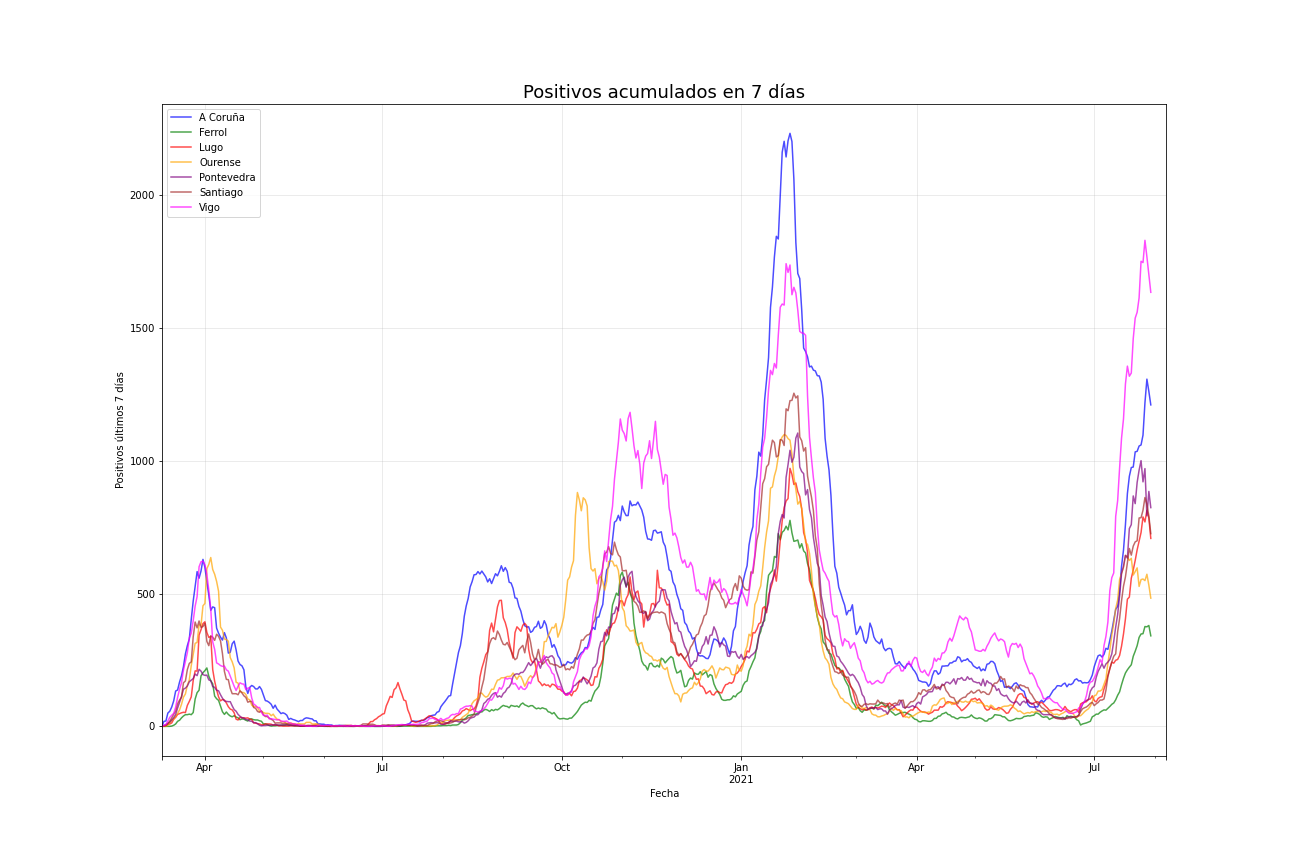 Positivos acumulados en 7 días
A Coruña
Ferrol
Lugo
Ourense
Pontevedra
Santiago
Vigo
2000
1500
1000
500
0
Positivos últimos 7 días
Apr
Jul
Oct
Jan
2021
Apr
Jul
Fecha